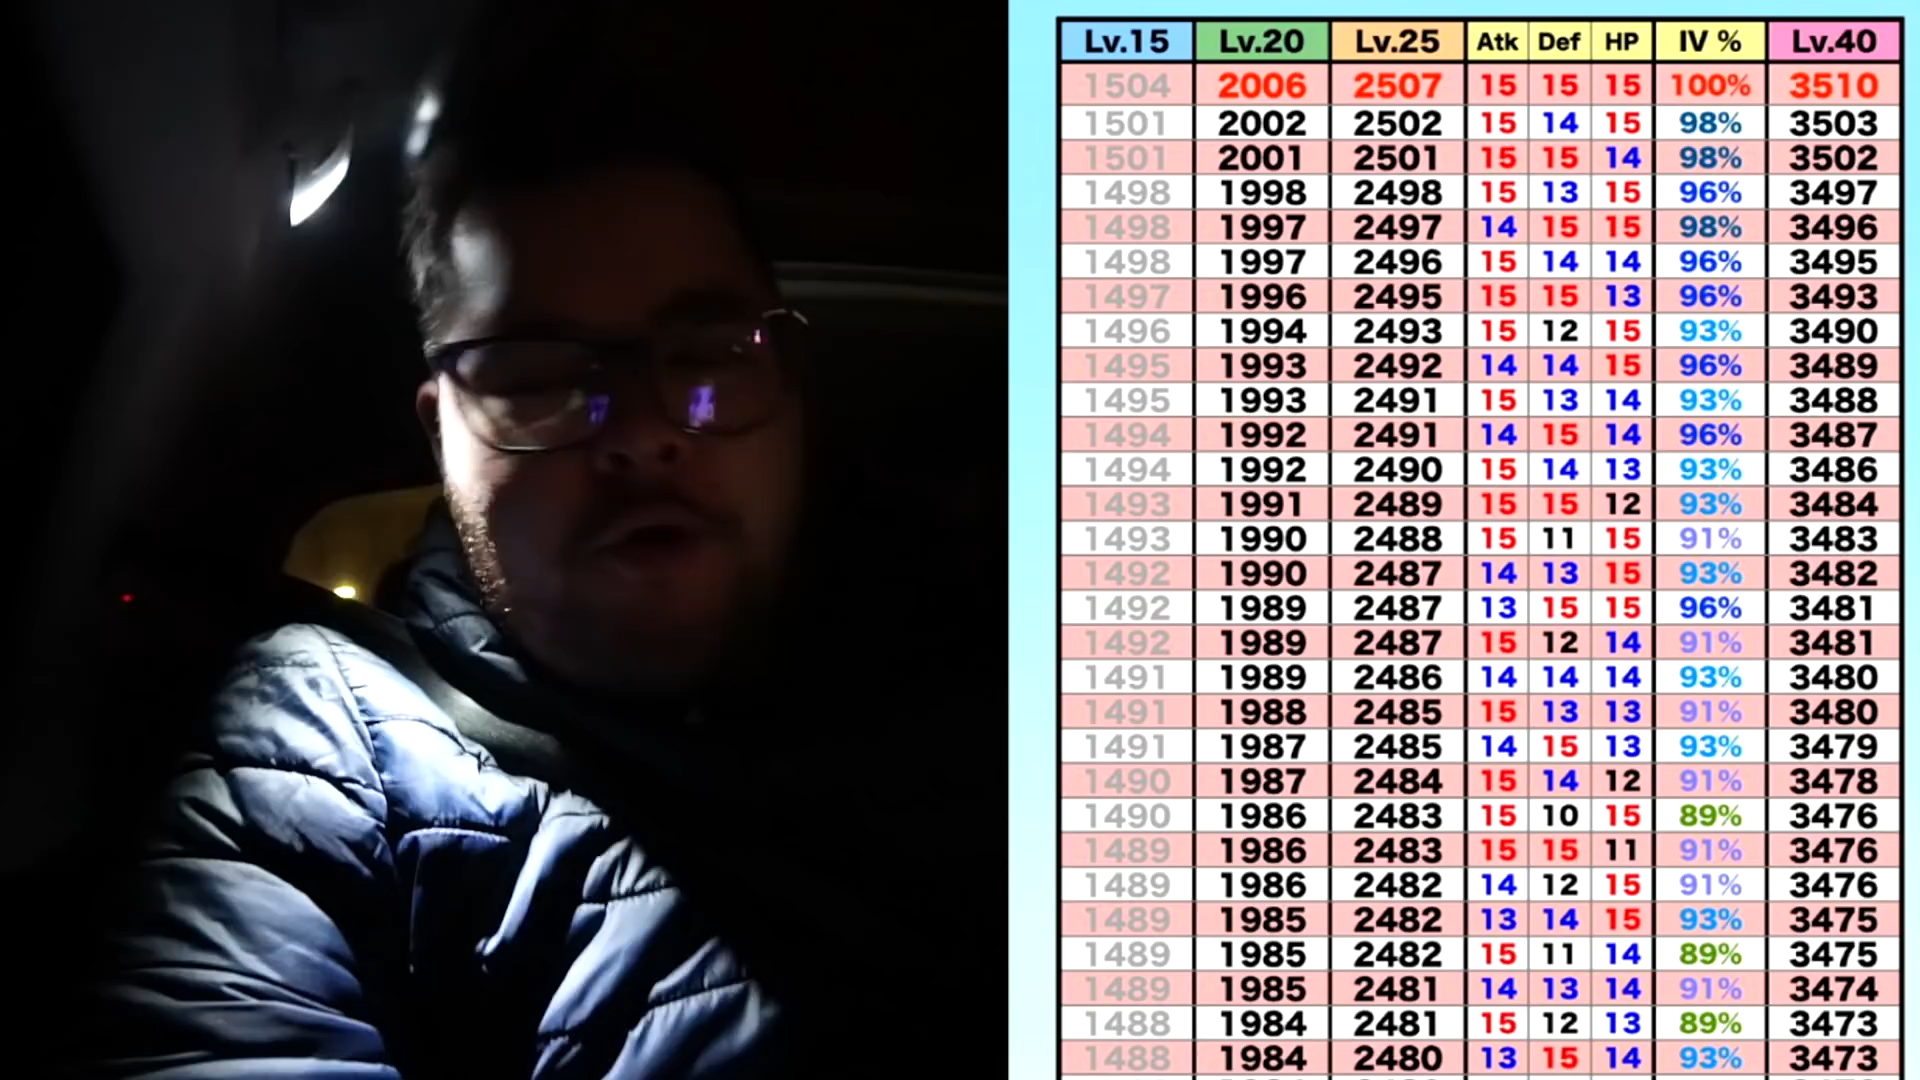 Lv.15 Lv.20 Lv.25 Atk Def HP IV % Lv.40
1504 2006 2507 15 15 15 100% 3510
1501 2002 2502 15 14 15 98% 3503
1501 2001 2501 15 15 14 98% 3502
1498 1998 2498 15 13 15 96% 3497
1498 1997 2497 14 15 15 98% 3496
1498 1997 2496 15 14 14 96% 3495
1497 1996 2495 15 15 13 96% 3493
1496 1994 2493 15 12 15 93% 3490
1495 1993 2492 14 14 15 96% 3489
1495 1993 2491 15 13 14 93% 3488
1494 1992 2491 14 15 14 96% 3487
1494 1992 2490 15 14 13 93% 3486
1493 1991 2489 15 15 12 93% 3484
1493 1990 2488 15 11 15 91% 3483
1492 1990 2487 14 13 15 93% 3482
1492 1989 2487 13 15 15 96% 3481
1492 1989 2487 15 12 14 91% 3481
1491 1989 2486 14 14 14 93% 3480
1491 1988 2485 15 13 13 91% 3480
1491 1987 2485 14 15 13 93% 3479
1490 1987 2484 15 14 12 91% 3478
1490 1986 2483 15 10 15 89% 3476
1489 1986 2483 15 15 11 91% 3476
1489 1986 2482 14 12 15 91% 3476
1489 1985 2482 13 14 15 93% 3475
1489 1985 2482 15 11 14 89% 3475
1489 1985 2481 14 13 14 91% 3474
1488 1984 2481 15 12 13 89% 3473
1488 1984 2480 13 15 14 93% 3473